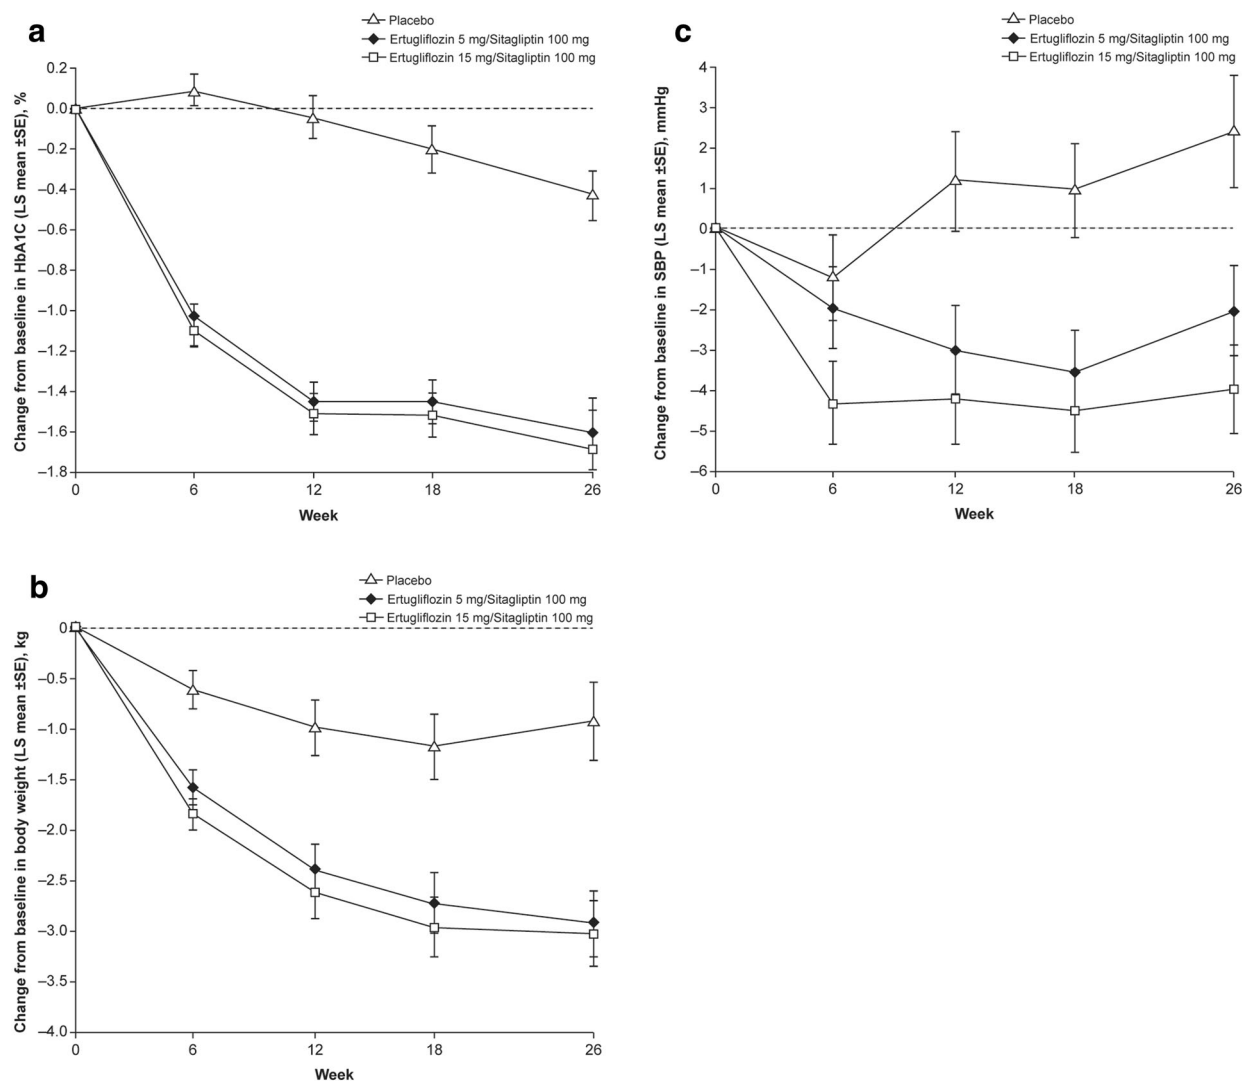 a
Placebo
Ertugliflozin 5 mg/Sitagliptin 100 mg
Ertugliflozin 15 mg/Sitagliptin 100 mg
Change from baseline in HbA1C (LS mean ±SE), %
0.2
0.0
–0.2
–0.4
–0.6
–0.8
–1.0
–1.2
–1.4
–1.6
–1.8
0 6 12 18 26
Week
c
Placebo
Ertugliflozin 5 mg/Sitagliptin 100 mg
Ertugliflozin 15 mg/Sitagliptin 100 mg
Change from baseline in SBP (LS mean ±SE), mmHg
4
3
2
1
0
–1
–2
–3
–4
–5
–6
0 6 12 18 26
Week
b
Placebo
Ertugliflozin 5 mg/Sitagliptin 100 mg
Ertugliflozin 15 mg/Sitagliptin 100 mg
Change from baseline in body weight (LS mean ±SE), kg
0
–0.5
–1.0
–1.5
–2.0
–2.5
–3.0
–3.5
–4.0
0 6 12 18 26
Week